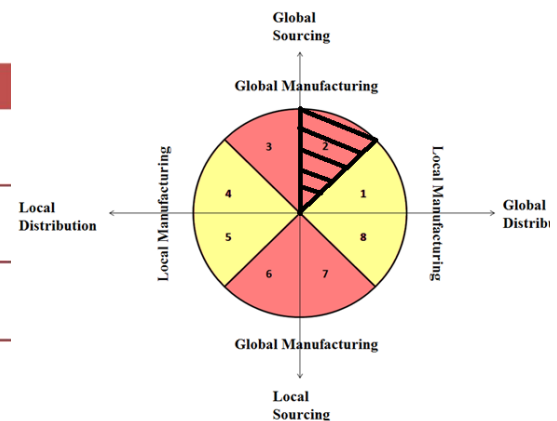 Global
Sourcing
Global Manufacturing
3
2
Local Manufacturing
Local Manufacturing
4
1
Local
Distribution
Global
5
8
6
7
Global Manufacturing
Local
Sourcing